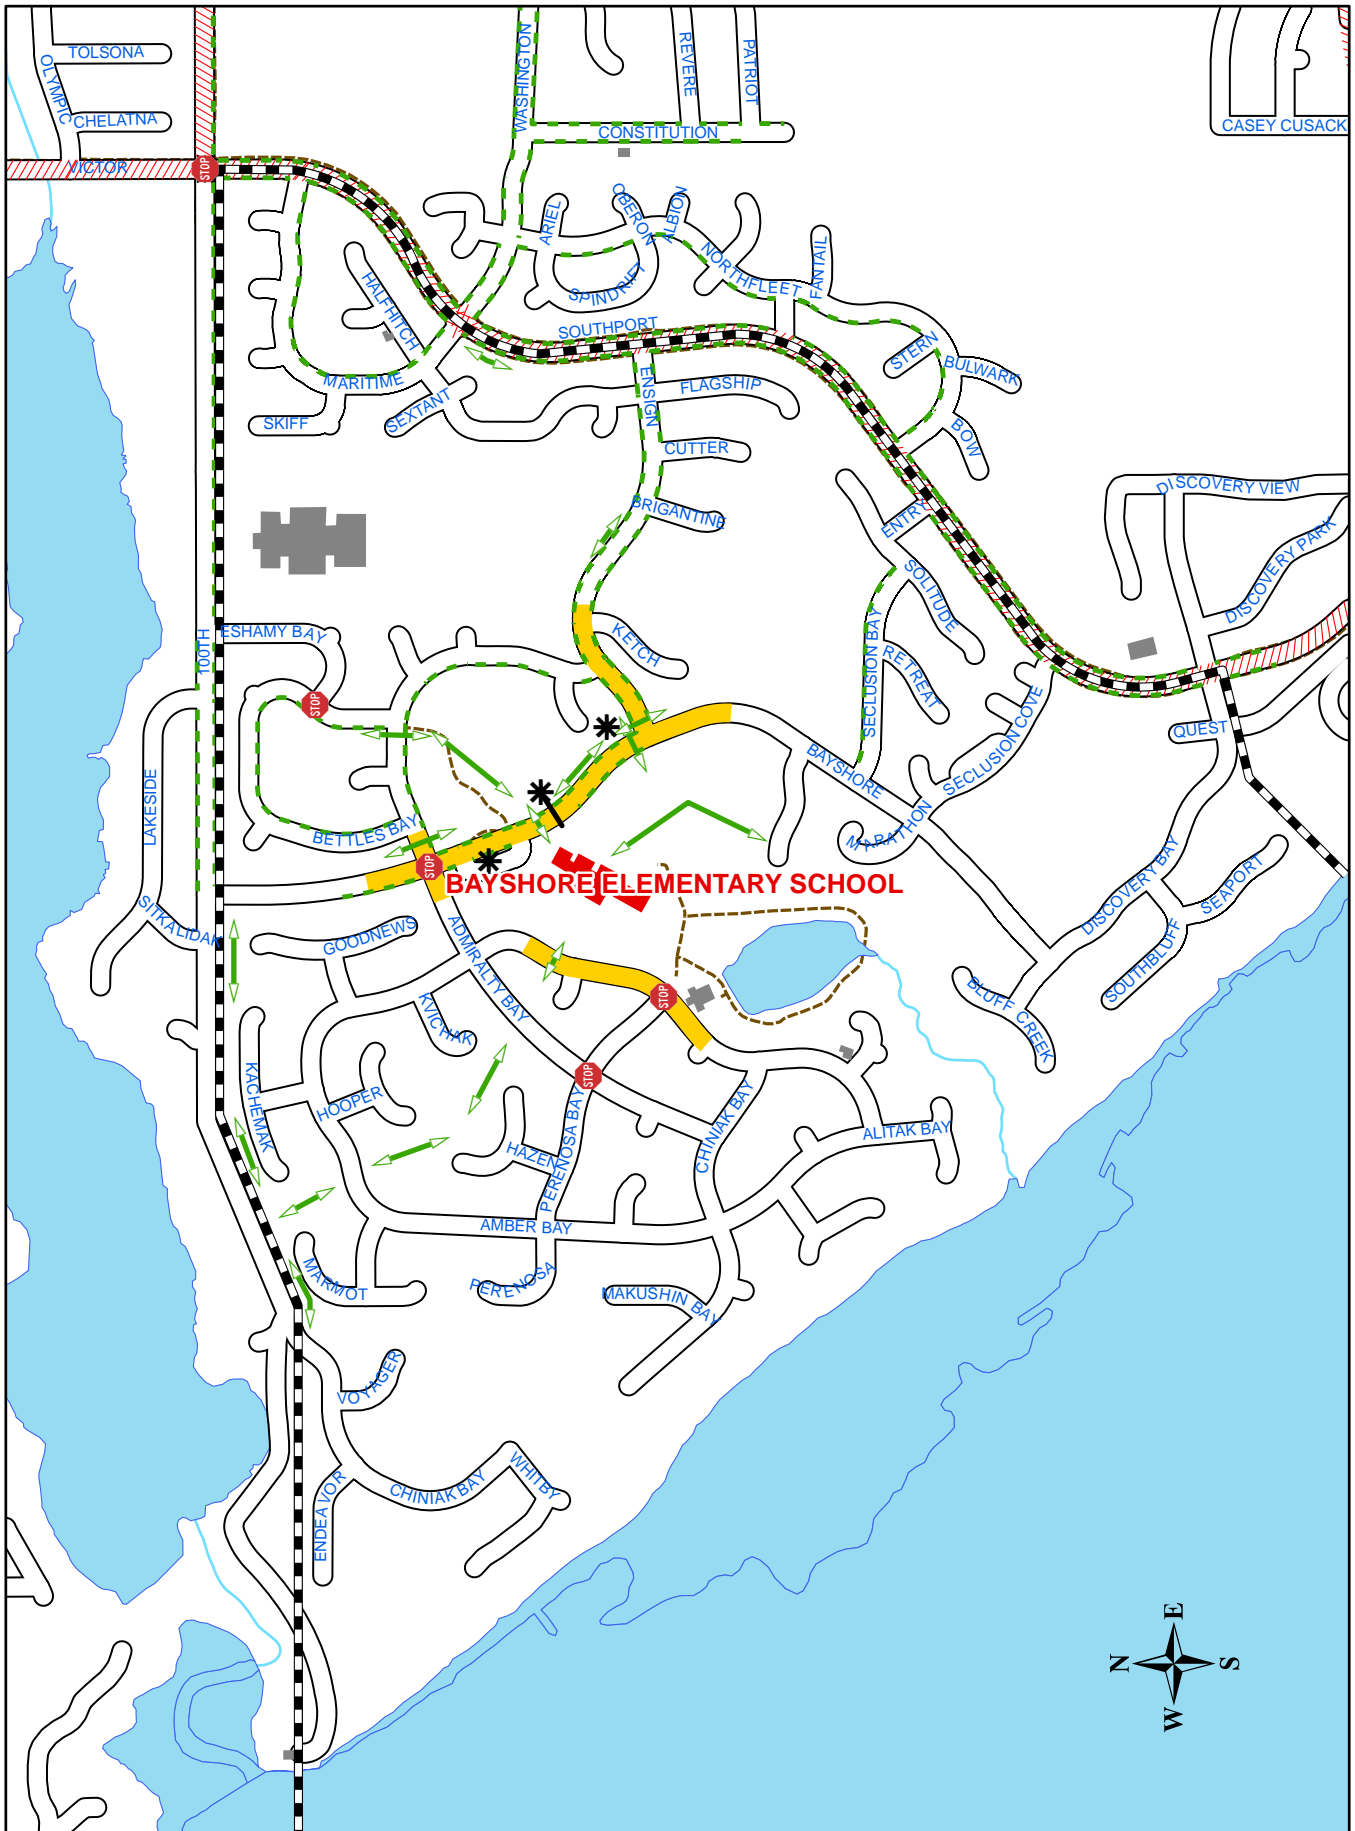 TOLSONA
OLYMPIC
CHELATNA
VICTOR
STOP
WASHINGTON
REVERE
PATRIOT
CONSTITUTION
CASEY CUSACK
ARIEL
OBERON
ALBION
NORTHFLEET
FANTAIL
SPINDRIFT
HALFHITCH
SOUTHPORT
STERN
BULWARK
MARITIME
SEXTANT
SKIFF
ENSIGN
FLAGSHIP
CUTTER
BOW
BRIGANTINE
ENTRY
DISCOVERY VIEW
DISCOVERY PARK
SOLITUDE
100TH
ESHAMY BAY
KETCH
SECLUSION BAY
RETREAT
STOP
SECLUSION COVE
QUEST
BAYSHORE
LAKESIDE
BETTLES BAY
MARATHON
STOP
BAYSHORE ELEMENTARY SCHOOL
DISCOVERY BAY
SEAPORT
SOUTHBLUFF
SITKALIDAK
GOODNEWS
ADMIRALTY BAY
BLUFF CREEK
STOP
KVICHAK
STOP
KACHEMAK
HOOPER
HAZEN
PERENOSA BAY
CHINIAK BAY
ALITAK BAY
AMBER BAY
MARMOT
PERENOSA
MAKUSHIN BAY
VOYAGER
ENDEAVOR
CHINIAK BAY
WHITBY
E
N
S
W